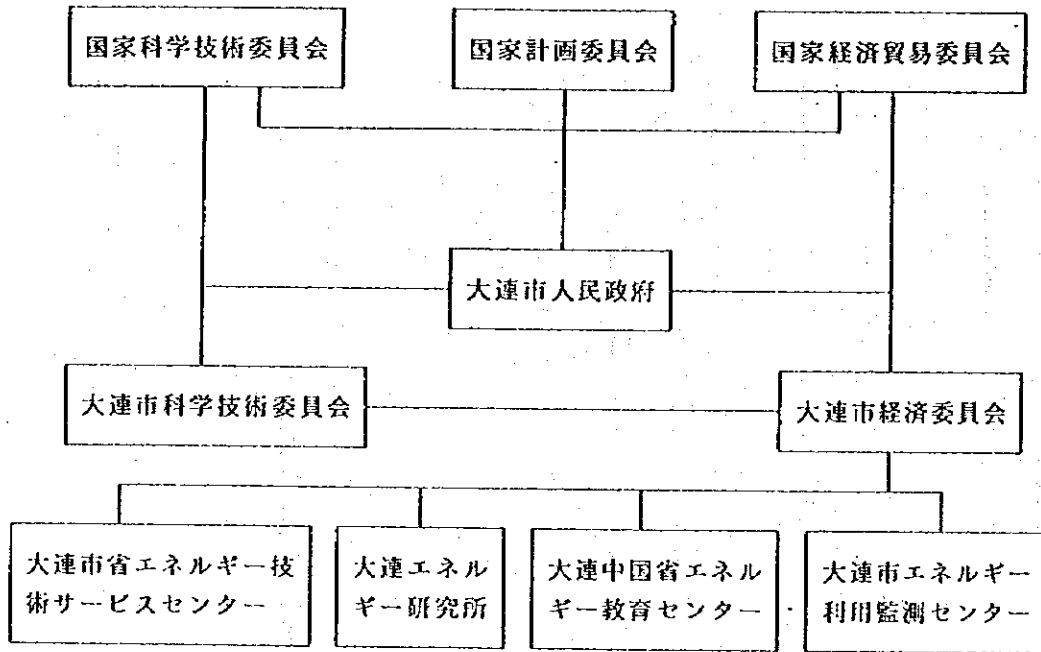 国家科学技術委員会
国家計画委員会
国家経済貿易委員会
大連市人民政府
大連市科学技術委員会
大連市経済委員会
大連市省エネルギー技
術サービスセンター
大連エネル
ギー研究所
大連中国省エネル
ギー教育センター
大連市エネルギー
利用監測センター